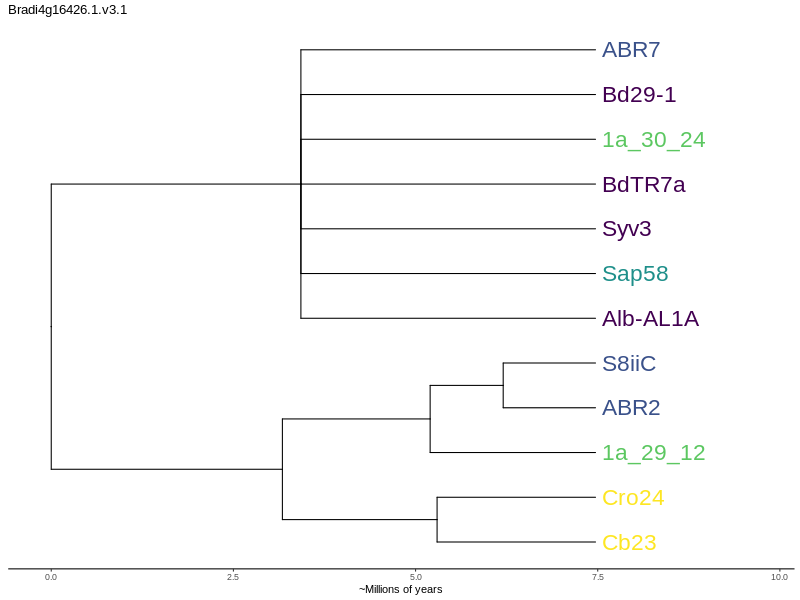 Bradi4g16426.1.v3.1
ABR7
Bd29-1
1a_30_24
BdTR7a
Syv3
Sap58
Alb-AL1A
S8iiC
ABR2
1a_29_12
Cro24
Cb23
0.0 2.5 5.0 7.5 10.0
~Millions of years